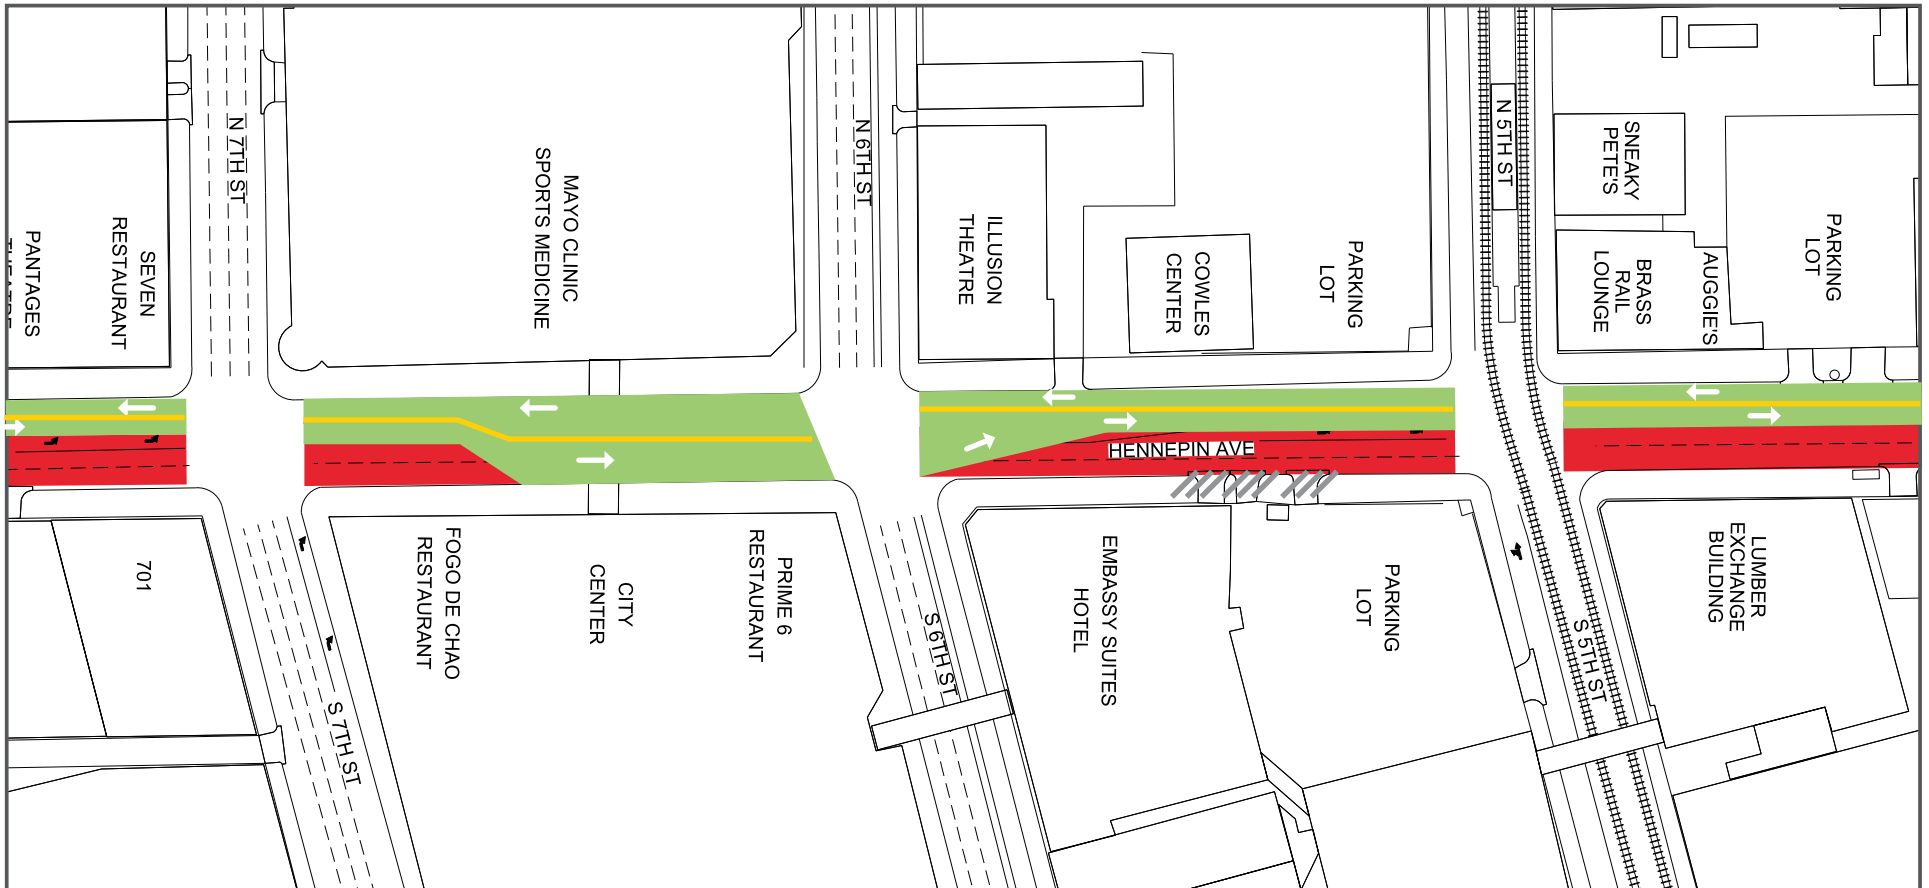 N 7TH ST
N 6TH ST
N 5TH ST
MAYO CLINIC
SPORTS MEDICINE
SEVEN
RESTAURANT
PANTAGES
ILLUSION
THEATRE
COWLES
CENTER
PARKING
LOT
SNEAKY
PETE'S
BRASS
RAIL
LOUNGE
AUGGIE'S
PARKING
LOT
HENNEPIN AVE
701
S 7TH ST
FOGO DE CHAO
RESTAURANT
CITY
CENTER
PRIME 6
RESTAURANT
S 6TH ST
EMBASSY SUITES
HOTEL
PARKING
LOT
S 5TH ST
LUMBER
EXCHANGE
BUILDING